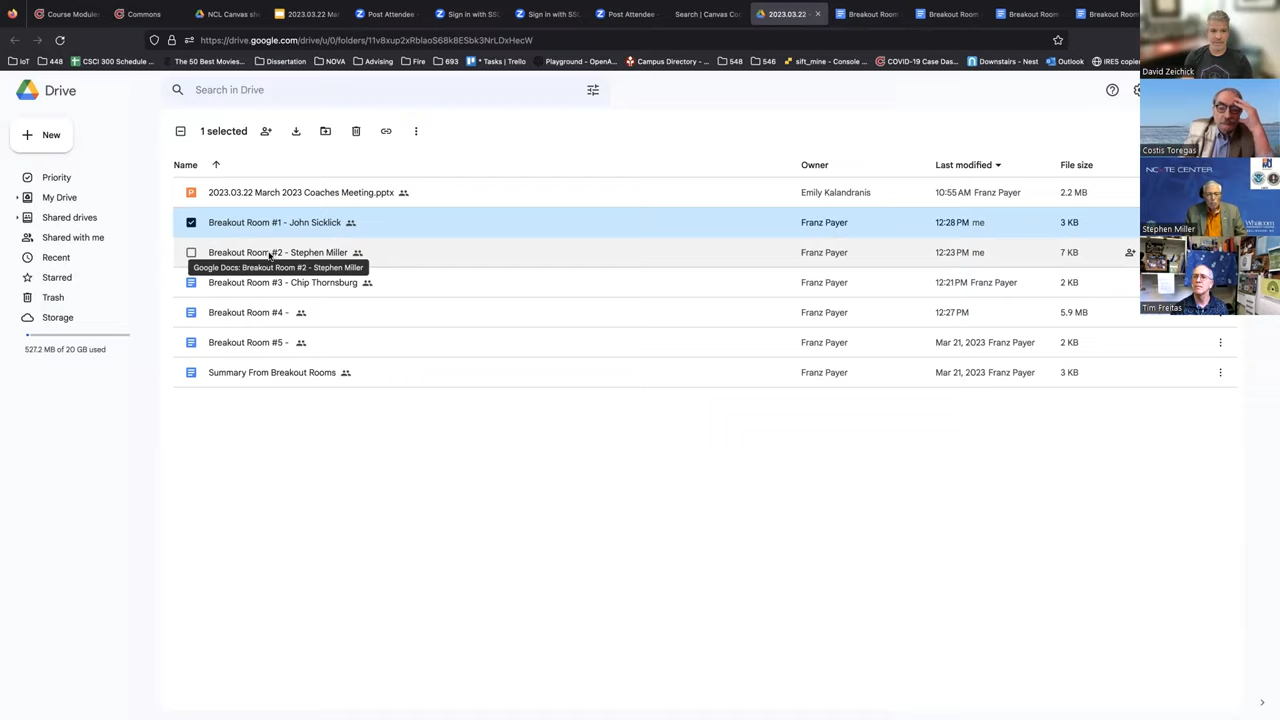 Course Module
Commons
NCL Canvas sh
2023.03.22 Mar
Post Attendee
Sign in with SS
Sign in with SS
Post Attendee -
Search | Canvas Co
2023.03.22 -
Breakout Room
Breakout Room
Breakout Room
Breakout Room
https://drive.google.com/drive/u/0/folders/11v8xup2xRblaoS68k8ESbk3NrLDstecW
IoT
448
CSCI 300 Schedule ...
The 50 Best Movies...
Dissertation
NOVA
Advising
Fire
693
* Tasks | Trello
Playground - OpenA...
Campus Directory -...
548
546
sift_mine - Console ...
COVID-19 Case Das...
Downstairs - Nest
Outlook
IRES copies
Drive
Search in Drive
New
1 selected
Name
Owner
Last modified
File size
Priority
My Drive
Shared drives
Shared with me
Recent
Starred
Trash
Storage
527.2 MB of 20 GB used
2023.03.22 March 2023 Coaches Meeting.pptx
Emily Kalandranis
10:55 AM Franz Payer
2.2 MB
Breakout Room #1 - John Sicklick
Franz Payer
12:28 PM me
3 KB
Breakout Room #2 - Stephen Miller
Franz Payer
12:23 PM me
7 KB
Google Docs: Breakout Room #2 - Stephen Miller
Breakout Room #3 - Chip Thornsburg
Franz Payer
12:21 PM Franz Payer
2 KB
Breakout Room #4 -
Franz Payer
12:27 PM
5.9 MB
Breakout Room #5 -
Franz Payer
Mar 21, 2023 Franz Payer
2 KB
Summary From Breakout Rooms
Franz Payer
Mar 21, 2023 Franz Payer
3 KB
David Zeichick
Costis Toregas
TE CENTER
Whatcom
Stephen Miller
Tim Freitas